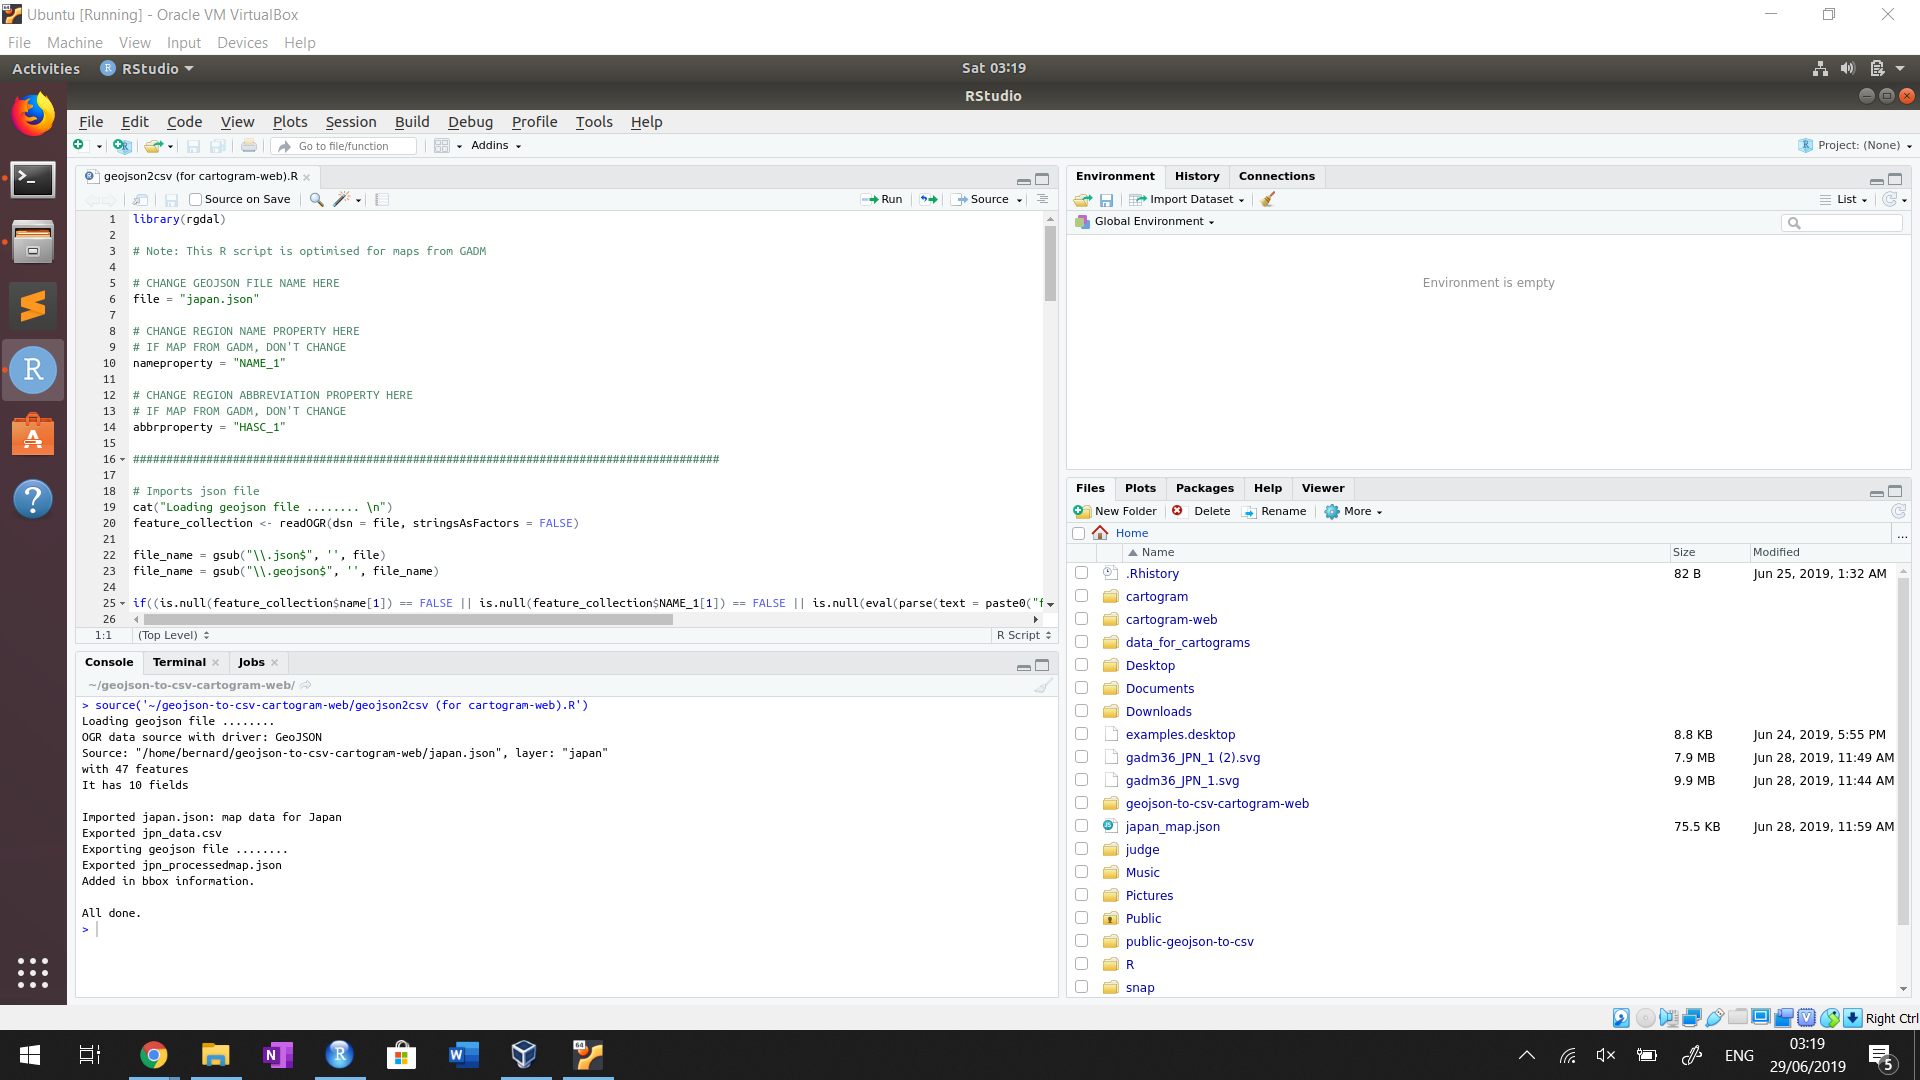 Ubuntu [Running] - Oracle VM VirtualBox
File Machine View Input Devices Help
Activities RStudio Sat 03:19
RStudio
File Edit Code View Plots Session Build Debug Profile Tools Help
Go to file/function Addins Project: (None)
geojson2csv (for cartogram-web).R
Source on Save Run Source
1 library(rgdal)
2
3 # Note: This R script is optimised for maps from GADM
4
5 # CHANGE GEOJSON FILE NAME HERE
6 file = "japan.json"
7
8 # CHANGE REGION NAME PROPERTY HERE
9 # IF MAP FROM GADM, DON'T CHANGE
10 nameproperty = "NAME_1"
11
12 # CHANGE REGION ABBREVIATION PROPERTY HERE
13 # IF MAP FROM GADM, DON'T CHANGE
14 abbrproperty = "HASC_1"
15
16 ########################################################################################
17
18 # Imports json file
19 cat("Loading geojson file ........ \n")
20 feature_collection <- readOGR(dsn = file, stringsAsFactors = FALSE)
21
22 file_name = gsub("\\.json$", '', file)
23 file_name = gsub("\\.geojson$", '', file_name)
24
25 if((is.null(feature_collection$name[1]) == FALSE || is.null(feature_collection$NAME_1[1]) == FALSE || is.null(eval(parse(text = paste0("f
26
1:1 (Top Level) R Script
Console Terminal Jobs
~/geojson-to-csv-cartogram-web/
> source('~/geojson-to-csv-cartogram-web/geojson2csv (for cartogram-web).R')
Loading geojson file ........
OGR data source with driver: GeoJSON
Source: "/home/bernard/geojson-to-csv-cartogram-web/japan.json", layer: "japan"
with 47 features
It has 10 fields
Imported japan.json: map data for Japan
Exported jpn_data.csv
Exporting geojson file ........
Exported jpn_processedmap.json
Added in bbox information.
All done.
>
Environment History Connections
Import Dataset List
Global Environment
Environment is empty
Files Plots Packages Help Viewer
New Folder Delete Rename More
Home ...
Name Size Modified
.Rhistory 82 B Jun 25, 2019, 1:32 AM
cartogram
cartogram-web
data_for_cartograms
Desktop
Documents
Downloads
examples.desktop 8.8 KB Jun 24, 2019, 5:55 PM
gadm36_JPN_1 (2).svg 7.9 MB Jun 28, 2019, 11:49 AM
gadm36_JPN_1.svg 9.9 MB Jun 28, 2019, 11:44 AM
geojson-to-csv-cartogram-web
japan_map.json 75.5 KB Jun 28, 2019, 11:59 AM
judge
Music
Pictures
Public
public-geojson-to-csv
R
snap
Right Ctrl
ENG
03:19
29/06/2019
5